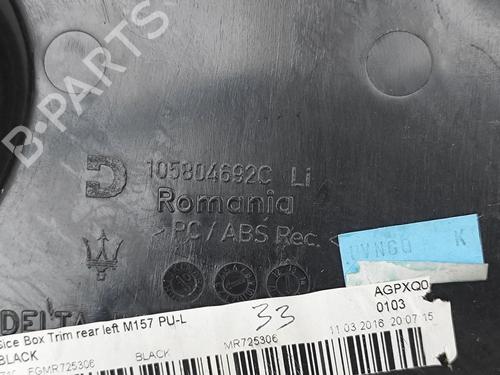 105804692C Li
Romania
> PC / ABS Rec. <
K
DELTA
AGPXQ0
0103
sice Box Trim rear left M157 PU-L
33
BLACK
BLACK
MR725306
11.03.2016 20:07:15
FGMR725306
B-PARTS